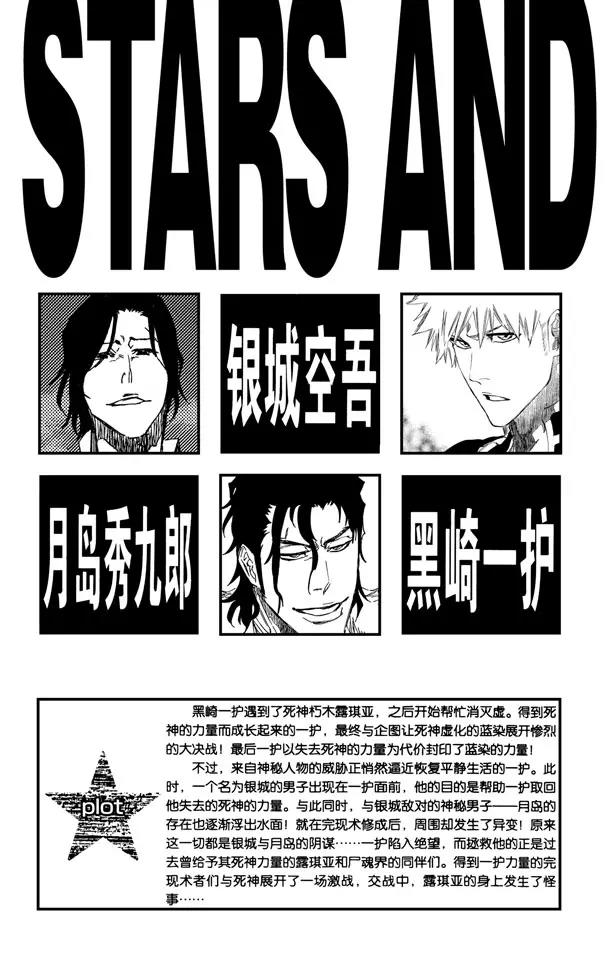 STARS AND
银城空吾
月岛秀九郎
黑崎一护
plot
黑崎一护遇到了死神朽木露琪亚，之后开始帮忙消灭虚。得到死
神的力量而成长起来的一护，最终与企图让死神虚化的蓝染展开惨烈
的大决战！最后一护以失去死神的力量为代价封印了蓝染的力量！
不过，来自神秘人物的威胁正悄然逼近恢复平静生活的一护。此
时，一个名为银城的男子出现在一护面前，他的目的是帮助一护取回
他失去的死神的力量。与此同时，与银城敌对的神秘男子——月岛的
存在也逐渐浮出水面！就在完现术修成后，周围却发生了异变！原来
这一切都是银城与月岛的阴谋……一护陷入绝望，而拯救他的正是过
去曾给予其死神力量的露琪亚和尸魂界的同伴们。得到一护力量的完
现术者们与死神展开了一场激战，交战中，露琪亚的身上发生了怪
事……